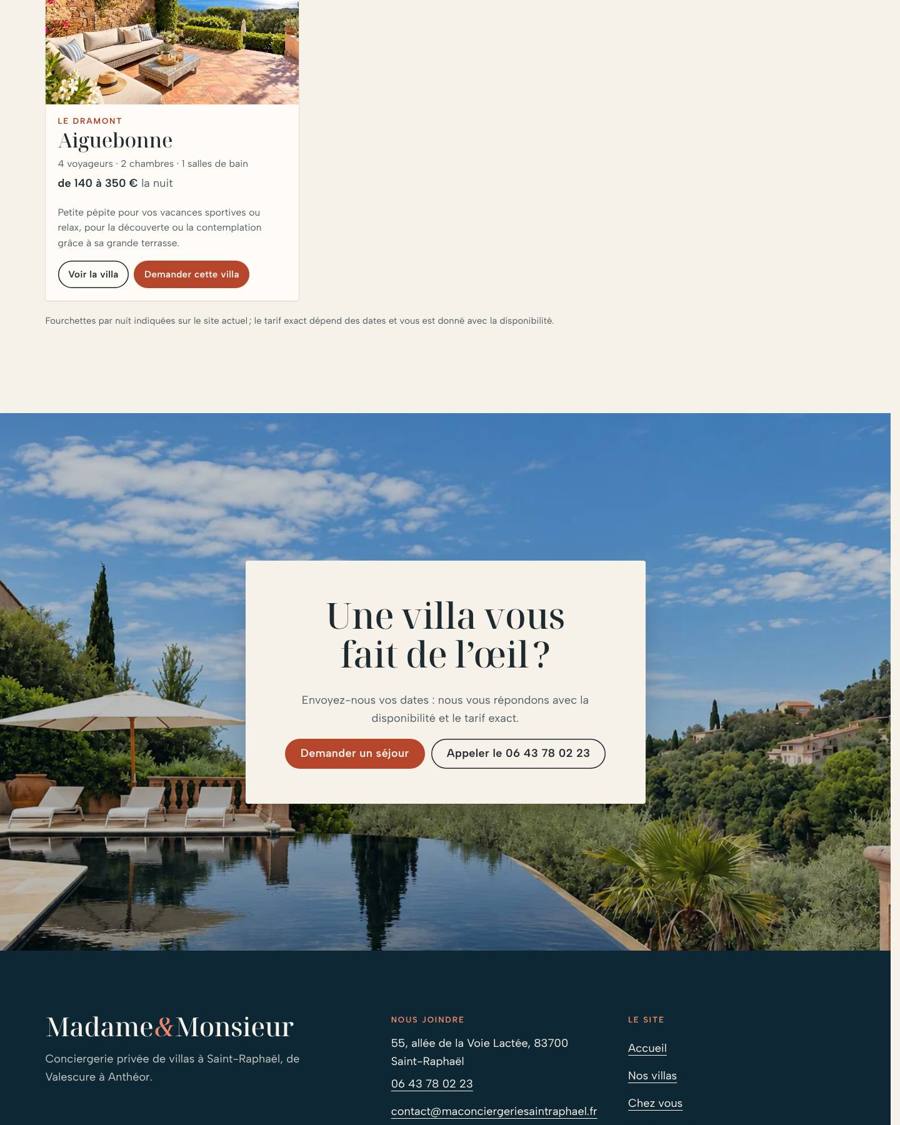 LE DRAMONT
Aiguebonne
4 voyageurs · 2 chambres · 1 salles de bain
de 140 à 350 € la nuit
Petite pépite pour vos vacances sportives ou
relax, pour la découverte ou la contemplation
grâce à sa grande terrasse.
Voir la villa
Demander cette villa
Fourchettes par nuit indiquées sur le site actuel ; le tarif exact dépend des dates et vous est donné avec la disponibilité.
Une villa vous
fait de l’œil ?
Envoyez-nous vos dates : nous vous répondons avec la
disponibilité et le tarif exact.
Demander un séjour
Appeler le 06 43 78 02 23
Madame&Monsieur
Conciergerie privée de villas à Saint-Raphaël, de
Valescure à Anthéor.
NOUS JOINDRE
55, allée de la Voie Lactée, 83700
Saint-Raphaël
06 43 78 02 23
contact@maconciergeriesaintraphael.fr
LE SITE
Accueil
Nos villas
Chez vous